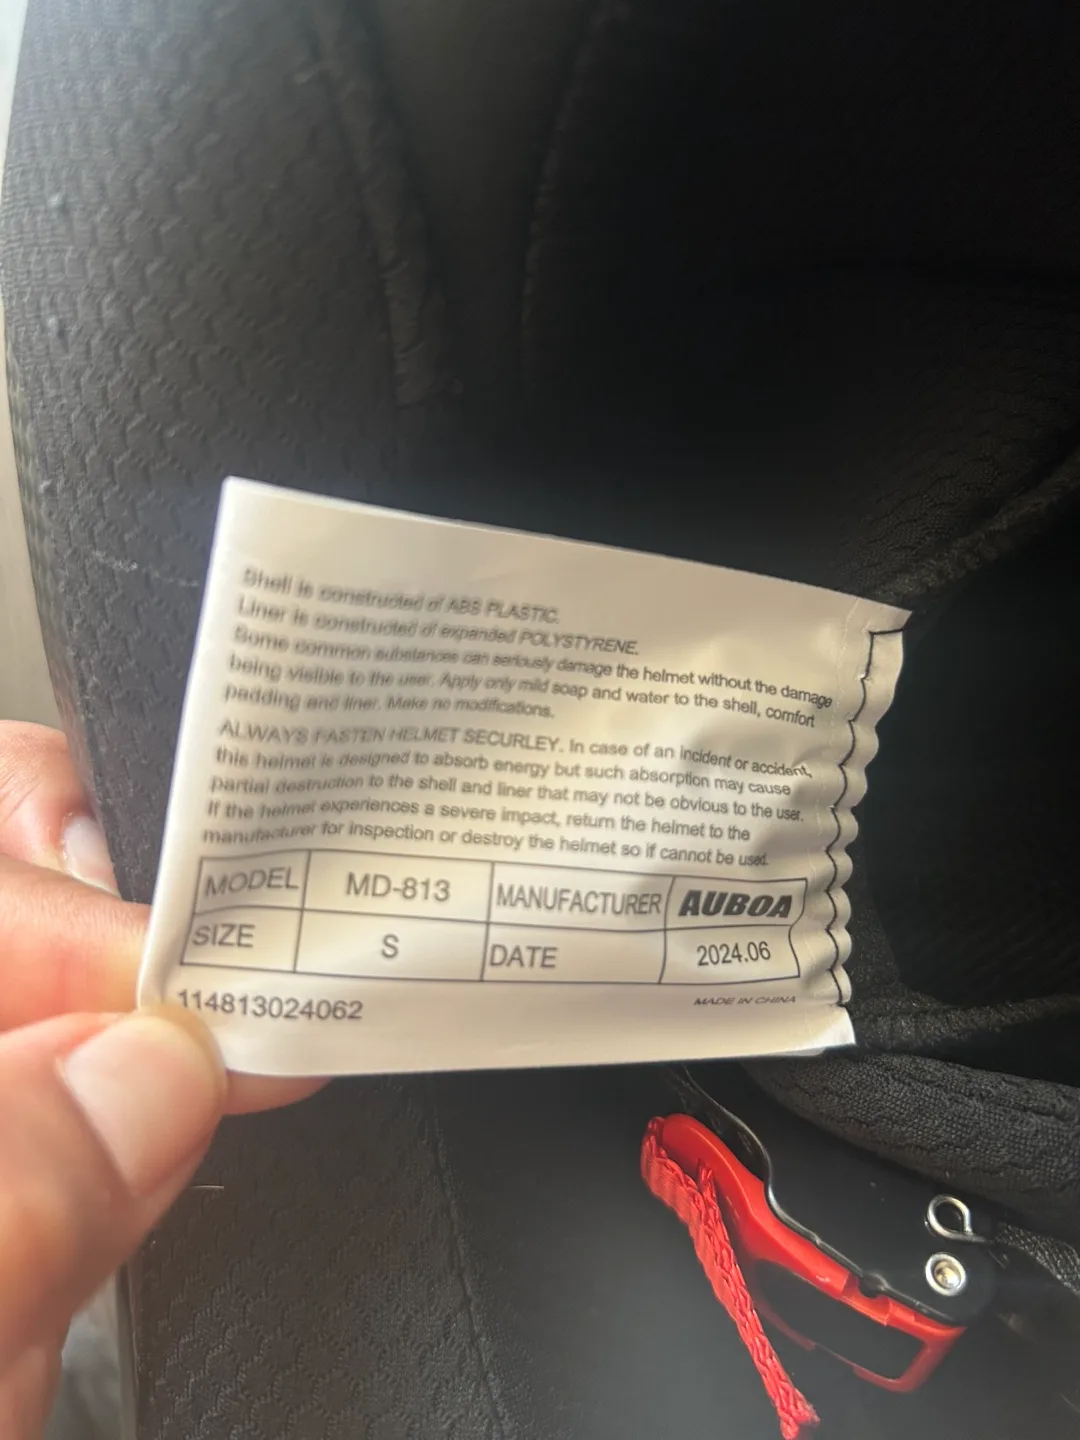 Shell is constructed of ABS PLASTIC.
Liner is constructed of expanded POLYSTYRENE.
Some common substances can seriously damage the helmet without the damage
being visible to the user. Apply only mild soap and water to the shell, comfort
padding and liner. Make no modifications.
ALWAYS FASTEN HELMET SECURLEY. In case of an incident or accident,
this helmet is designed to absorb energy but such absorption may cause
partial destruction to the shell and liner that may not be obvious to the user.
If the helmet experiences a severe impact, return the helmet to the
manufacturer for inspection or destroy the helmet so if cannot be used.
MODEL MD-813 MANUFACTURER AUBOA
SIZE S DATE 2024.06
114813024062 MADE IN CHINA